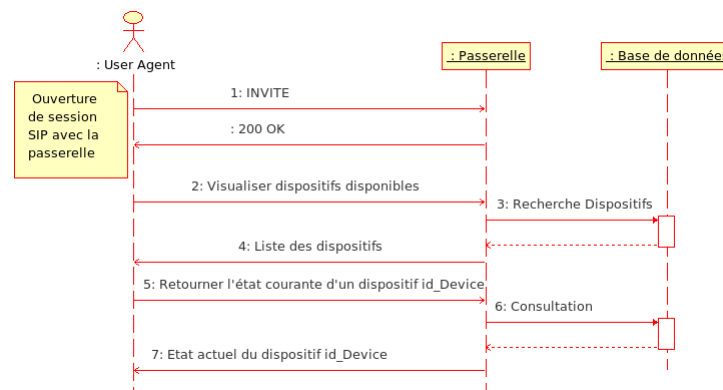 : User Agent
: Passerelle
: Base de donnée
Ouverture
de session
SIP avec la
passerelle
1: INVITE
: 200 OK
2: Visualiser dispositifs disponibles
3: Recherche Dispositifs
4: Liste des dispositifs
5: Retourner l'état courante d'un dispositif id_Device
6: Consultation
7: Etat actuel du dispositif id_Device